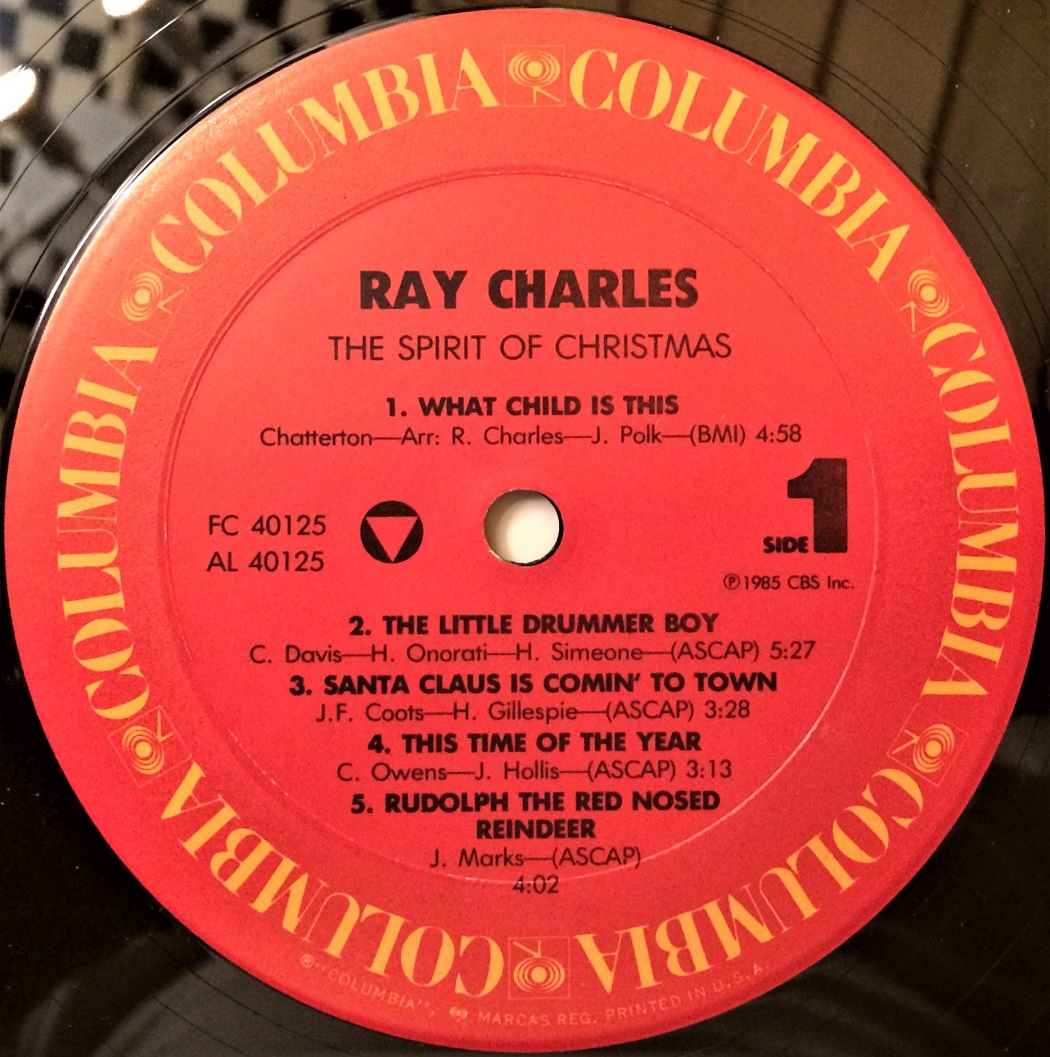 COLUMBIA COLUMBIA COLUMBIA COLUMBIA COLUMBIA COLUMBIA COLUMBIA COLUMBIA
RAY CHARLES
THE SPIRIT OF CHRISTMAS
1. WHAT CHILD IS THIS
Chatterton—Arr: R. Charles—J. Polk—(BMI) 4:58
FC 40125
AL 40125
SIDE 1
℗1985 CBS Inc.
2. THE LITTLE DRUMMER BOY
C. Davis—H. Onorati—H. Simeone—(ASCAP) 5:27
3. SANTA CLAUS IS COMIN' TO TOWN
J.F. Coots—H. Gillespie—(ASCAP) 3:28
4. THIS TIME OF THE YEAR
C. Owens—J. Hollis—(ASCAP) 3:13
5. RUDOLPH THE RED NOSED
REINDEER
J. Marks—(ASCAP)
4:02
®"COLUMBIA", MARCAS REG. PRINTED IN U.S.A.